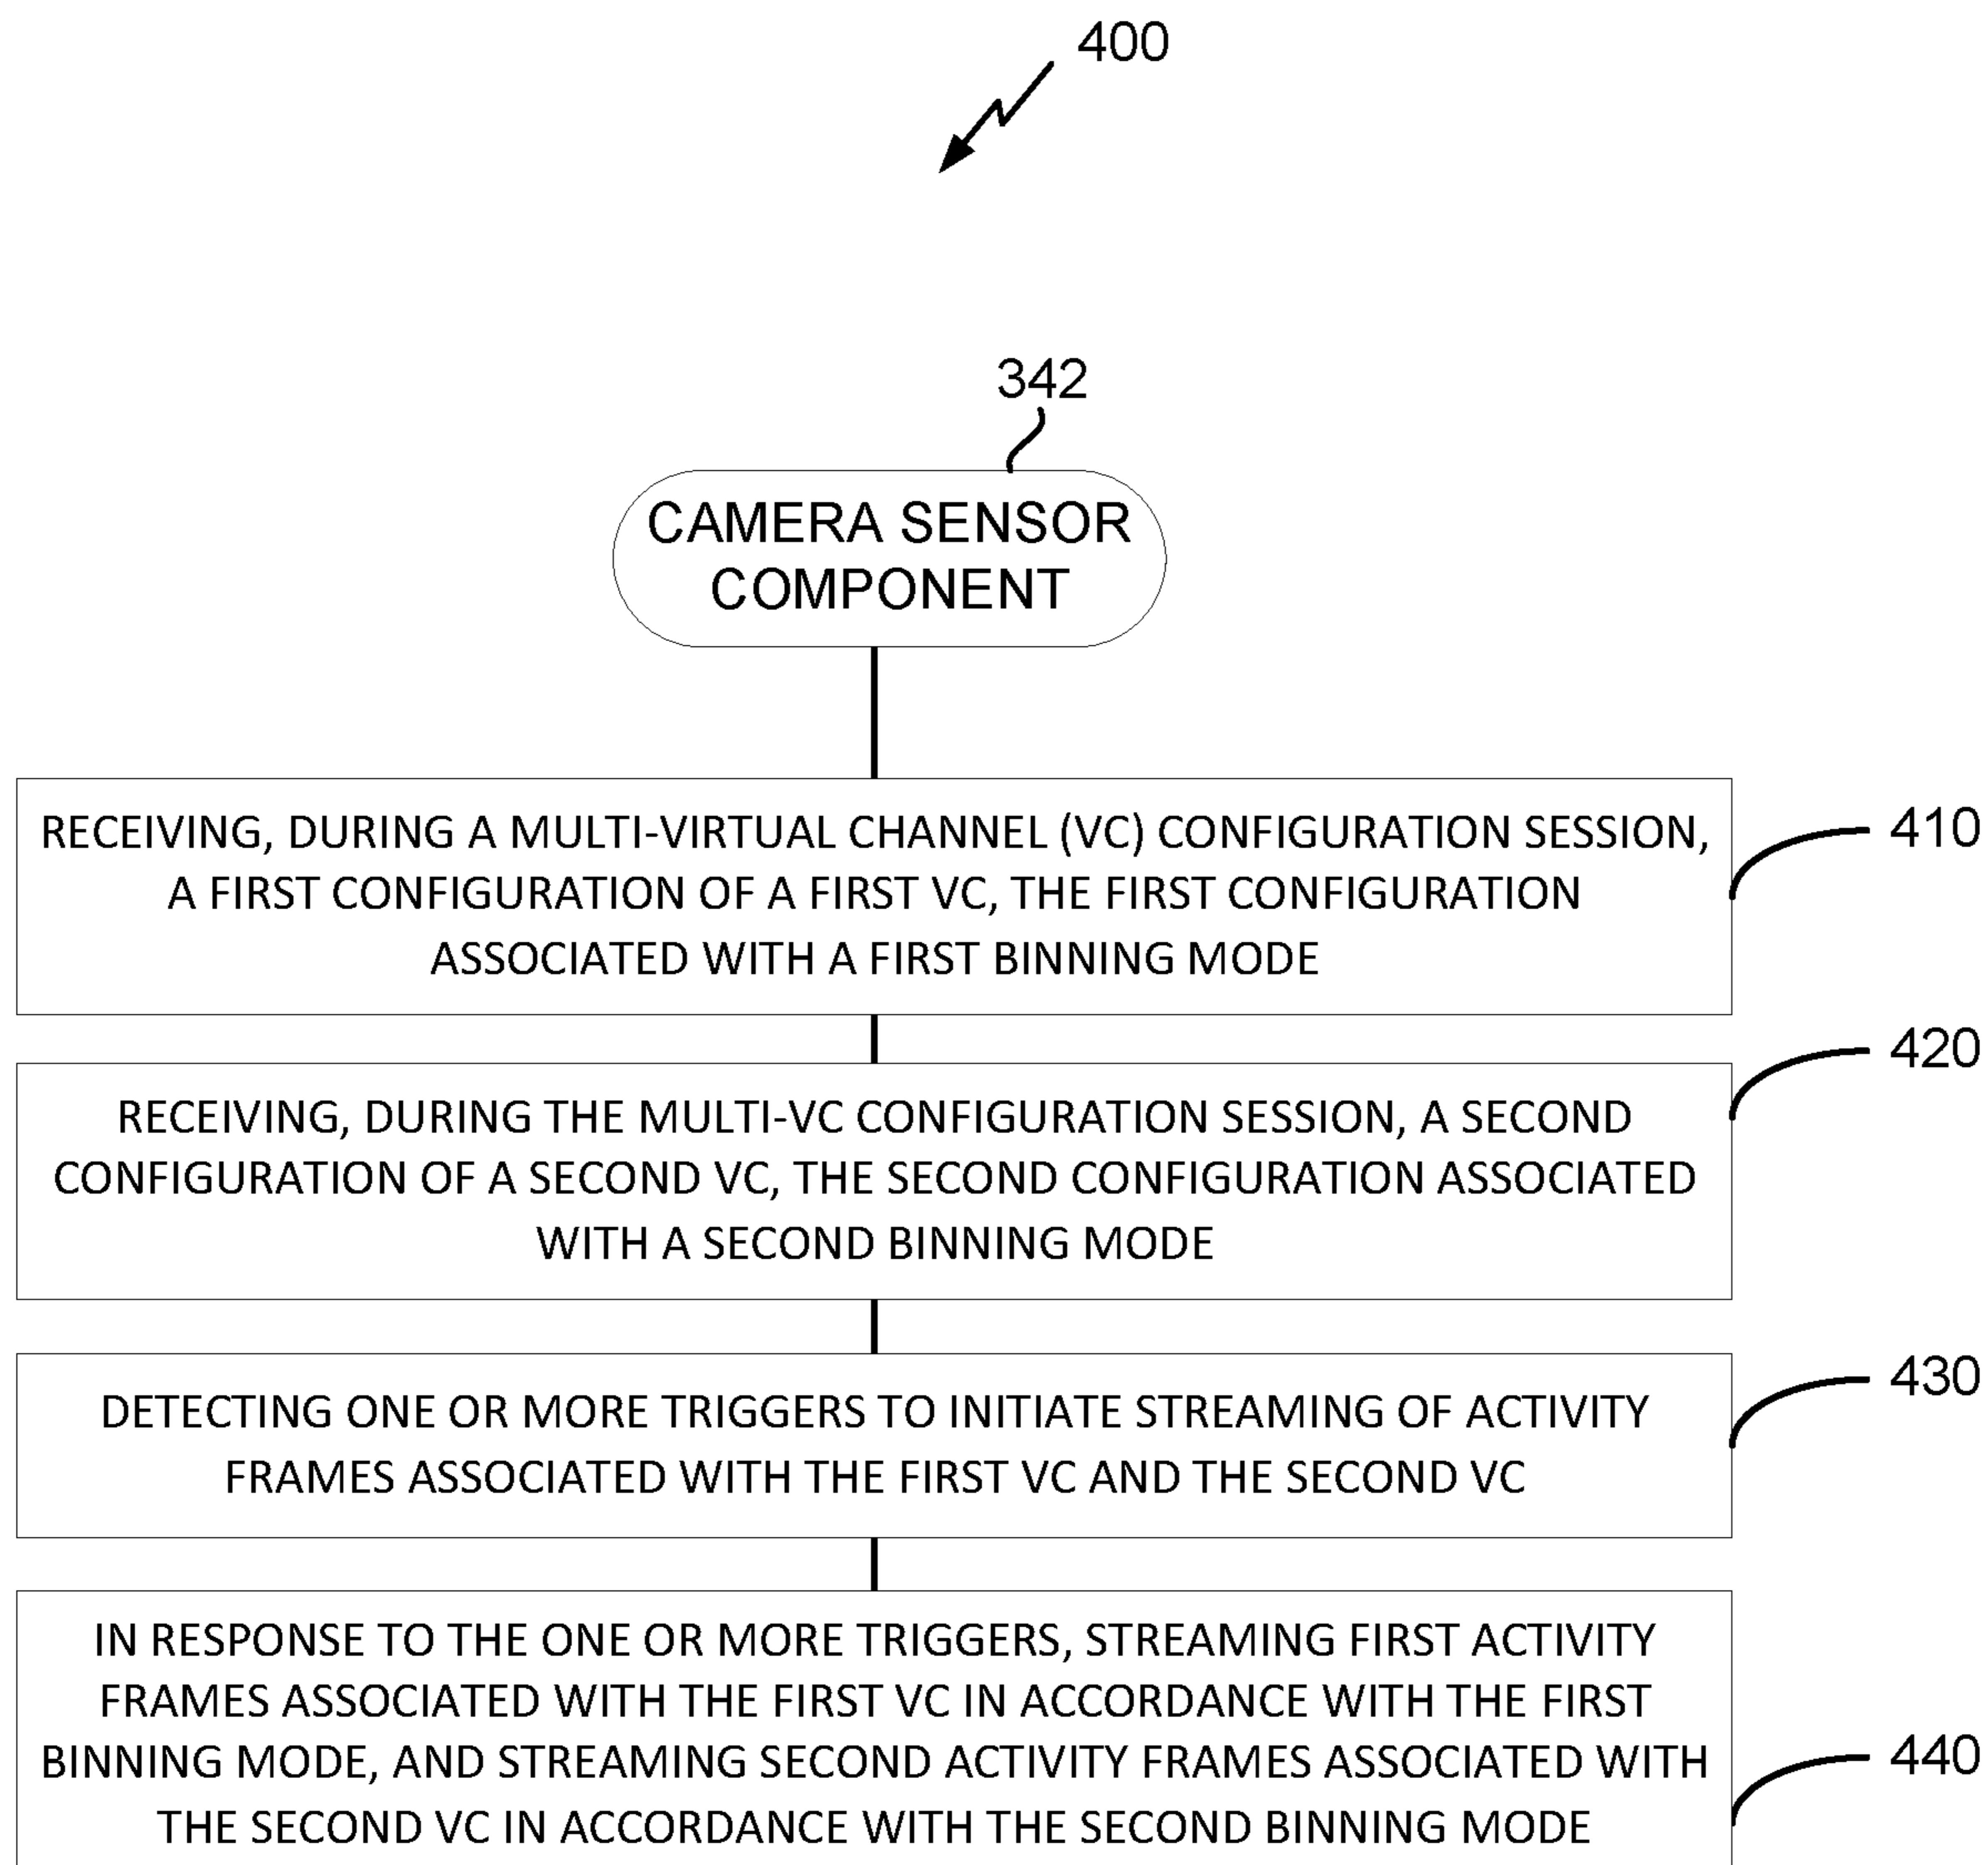 400
342
CAMERA SENSOR
COMPONENT
RECEIVING, DURING A MULTI-VIRTUAL CHANNEL (VC) CONFIGURATION SESSION,
A FIRST CONFIGURATION OF A FIRST VC, THE FIRST CONFIGURATION
ASSOCIATED WITH A FIRST BINNING MODE
410
RECEIVING, DURING THE MULTI-VC CONFIGURATION SESSION, A SECOND
CONFIGURATION OF A SECOND VC, THE SECOND CONFIGURATION ASSOCIATED
WITH A SECOND BINNING MODE
420
DETECTING ONE OR MORE TRIGGERS TO INITIATE STREAMING OF ACTIVITY
FRAMES ASSOCIATED WITH THE FIRST VC AND THE SECOND VC
430
IN RESPONSE TO THE ONE OR MORE TRIGGERS, STREAMING FIRST ACTIVITY
FRAMES ASSOCIATED WITH THE FIRST VC IN ACCORDANCE WITH THE FIRST
BINNING MODE, AND STREAMING SECOND ACTIVITY FRAMES ASSOCIATED WITH
THE SECOND VC IN ACCORDANCE WITH THE SECOND BINNING MODE
440